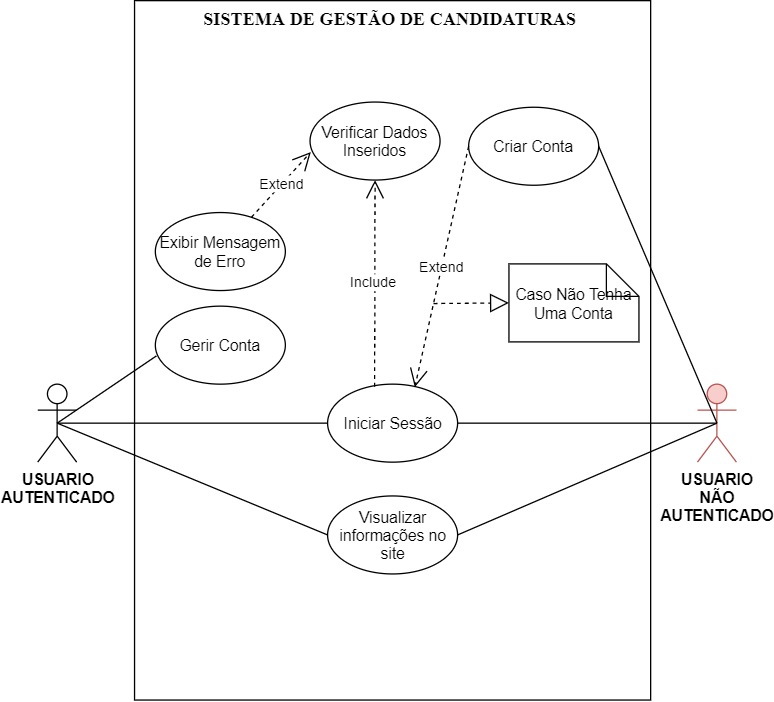 SISTEMA DE GESTÃO DE CANDIDATURAS
Verificar Dados
Inseridos
Criar Conta
Extend
Exibir Mensagem
de Erro
Extend
Include
Caso Não Tenha
Uma Conta
Gerir Conta
Iniciar Sessão
USUARIO
AUTENTICADO
USUARIO
NÃO
AUTENTICADO
Visualizar
informações no
site